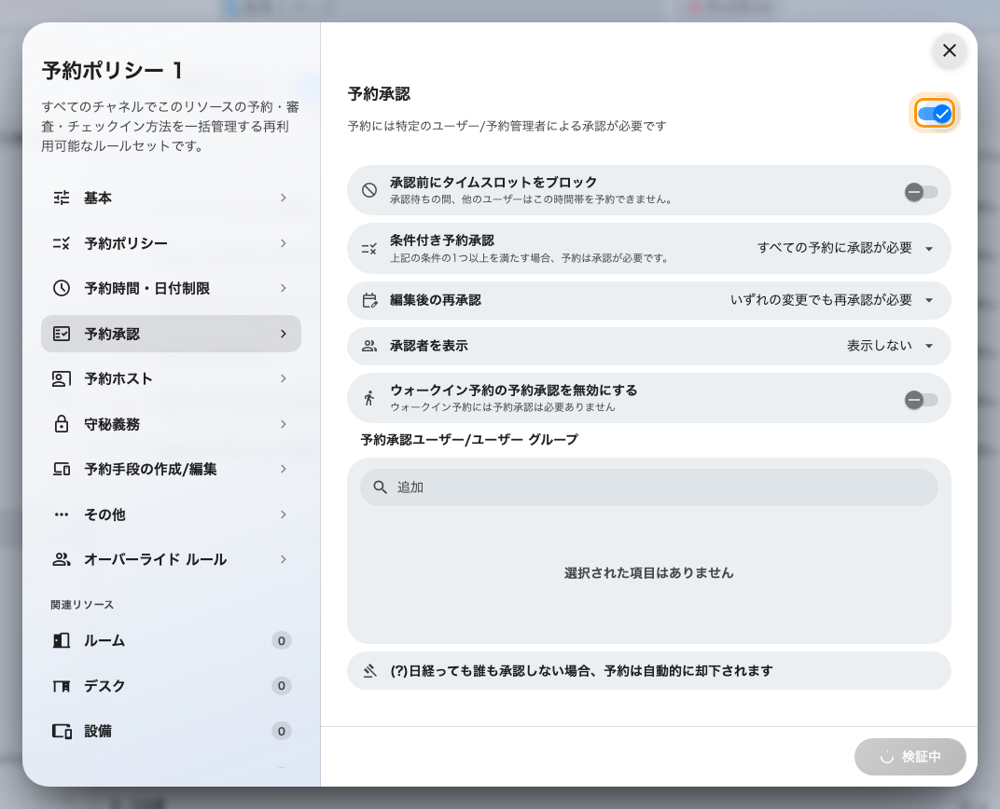 予約ポリシー 1
すべてのチャネルでこのリソースの予約・審
査・チェックイン方法を一括管理する再利
用可能なルールセットです。
基本
予約ポリシー
予約時間・日付制限
予約承認
予約ホスト
守秘義務
予約手段の作成/編集
その他
オーバーライド ルール
関連リソース
ルーム 0
デスク 0
設備 0
予約承認
予約には特定のユーザー/予約管理者による承認が必要です
承認前にタイムスロットをブロック
承認待ちの間、他のユーザーはこの時間帯を予約できません。
条件付き予約承認
上記の条件の1つ以上を満たす場合、予約は承認が必要です。
すべての予約に承認が必要
編集後の再承認
いずれの変更でも再承認が必要
承認者を表示
表示しない
ウォークイン予約の予約承認を無効にする
ウォークイン予約には予約承認は必要ありません
予約承認ユーザー/ユーザー グループ
追加
選択された項目はありません
(?)日経っても誰も承認しない場合、予約は自動的に却下されます
検証中